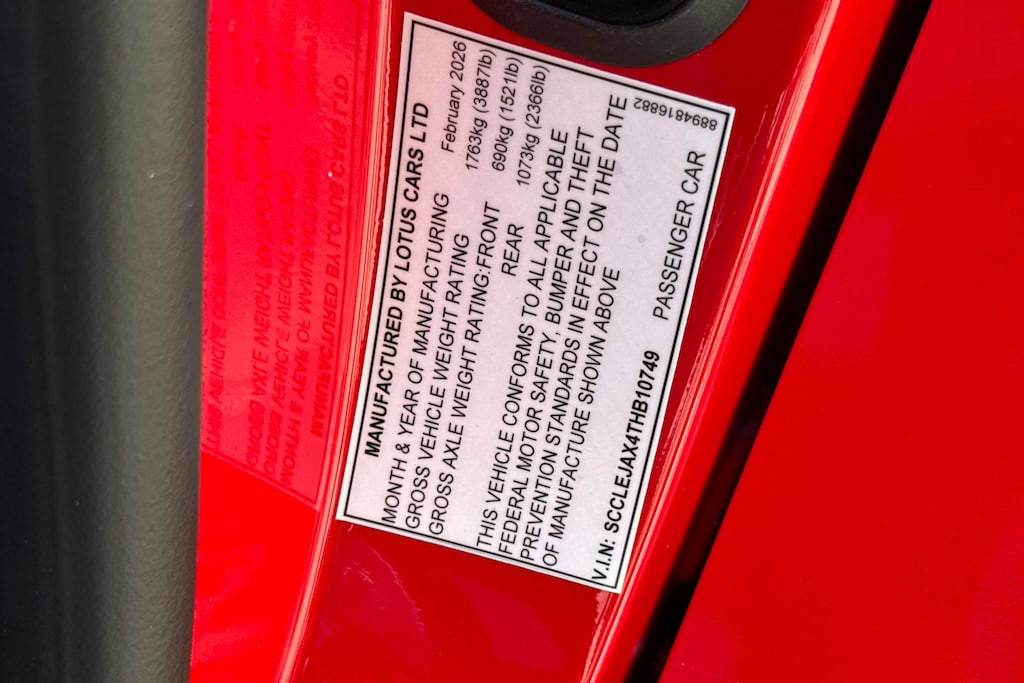 MANUFACTURED BY LOTUS CARS LTD
MONTH & YEAR OF MANUFACTURING February 2026
GROSS VEHICLE WEIGHT RATING 1763kg (3887lb)
GROSS AXLE WEIGHT RATING:FRONT 690kg (1521lb)
REAR 1073kg (2366lb)
THIS VEHICLE CONFORMS TO ALL APPLICABLE
FEDERAL MOTOR SAFETY, BUMPER AND THEFT
PREVENTION STANDARDS IN EFFECT ON THE DATE
OF MANUFACTURE SHOWN ABOVE
V.I.N: SCCLEJAX4THB10749 PASSENGER CAR
8894816882